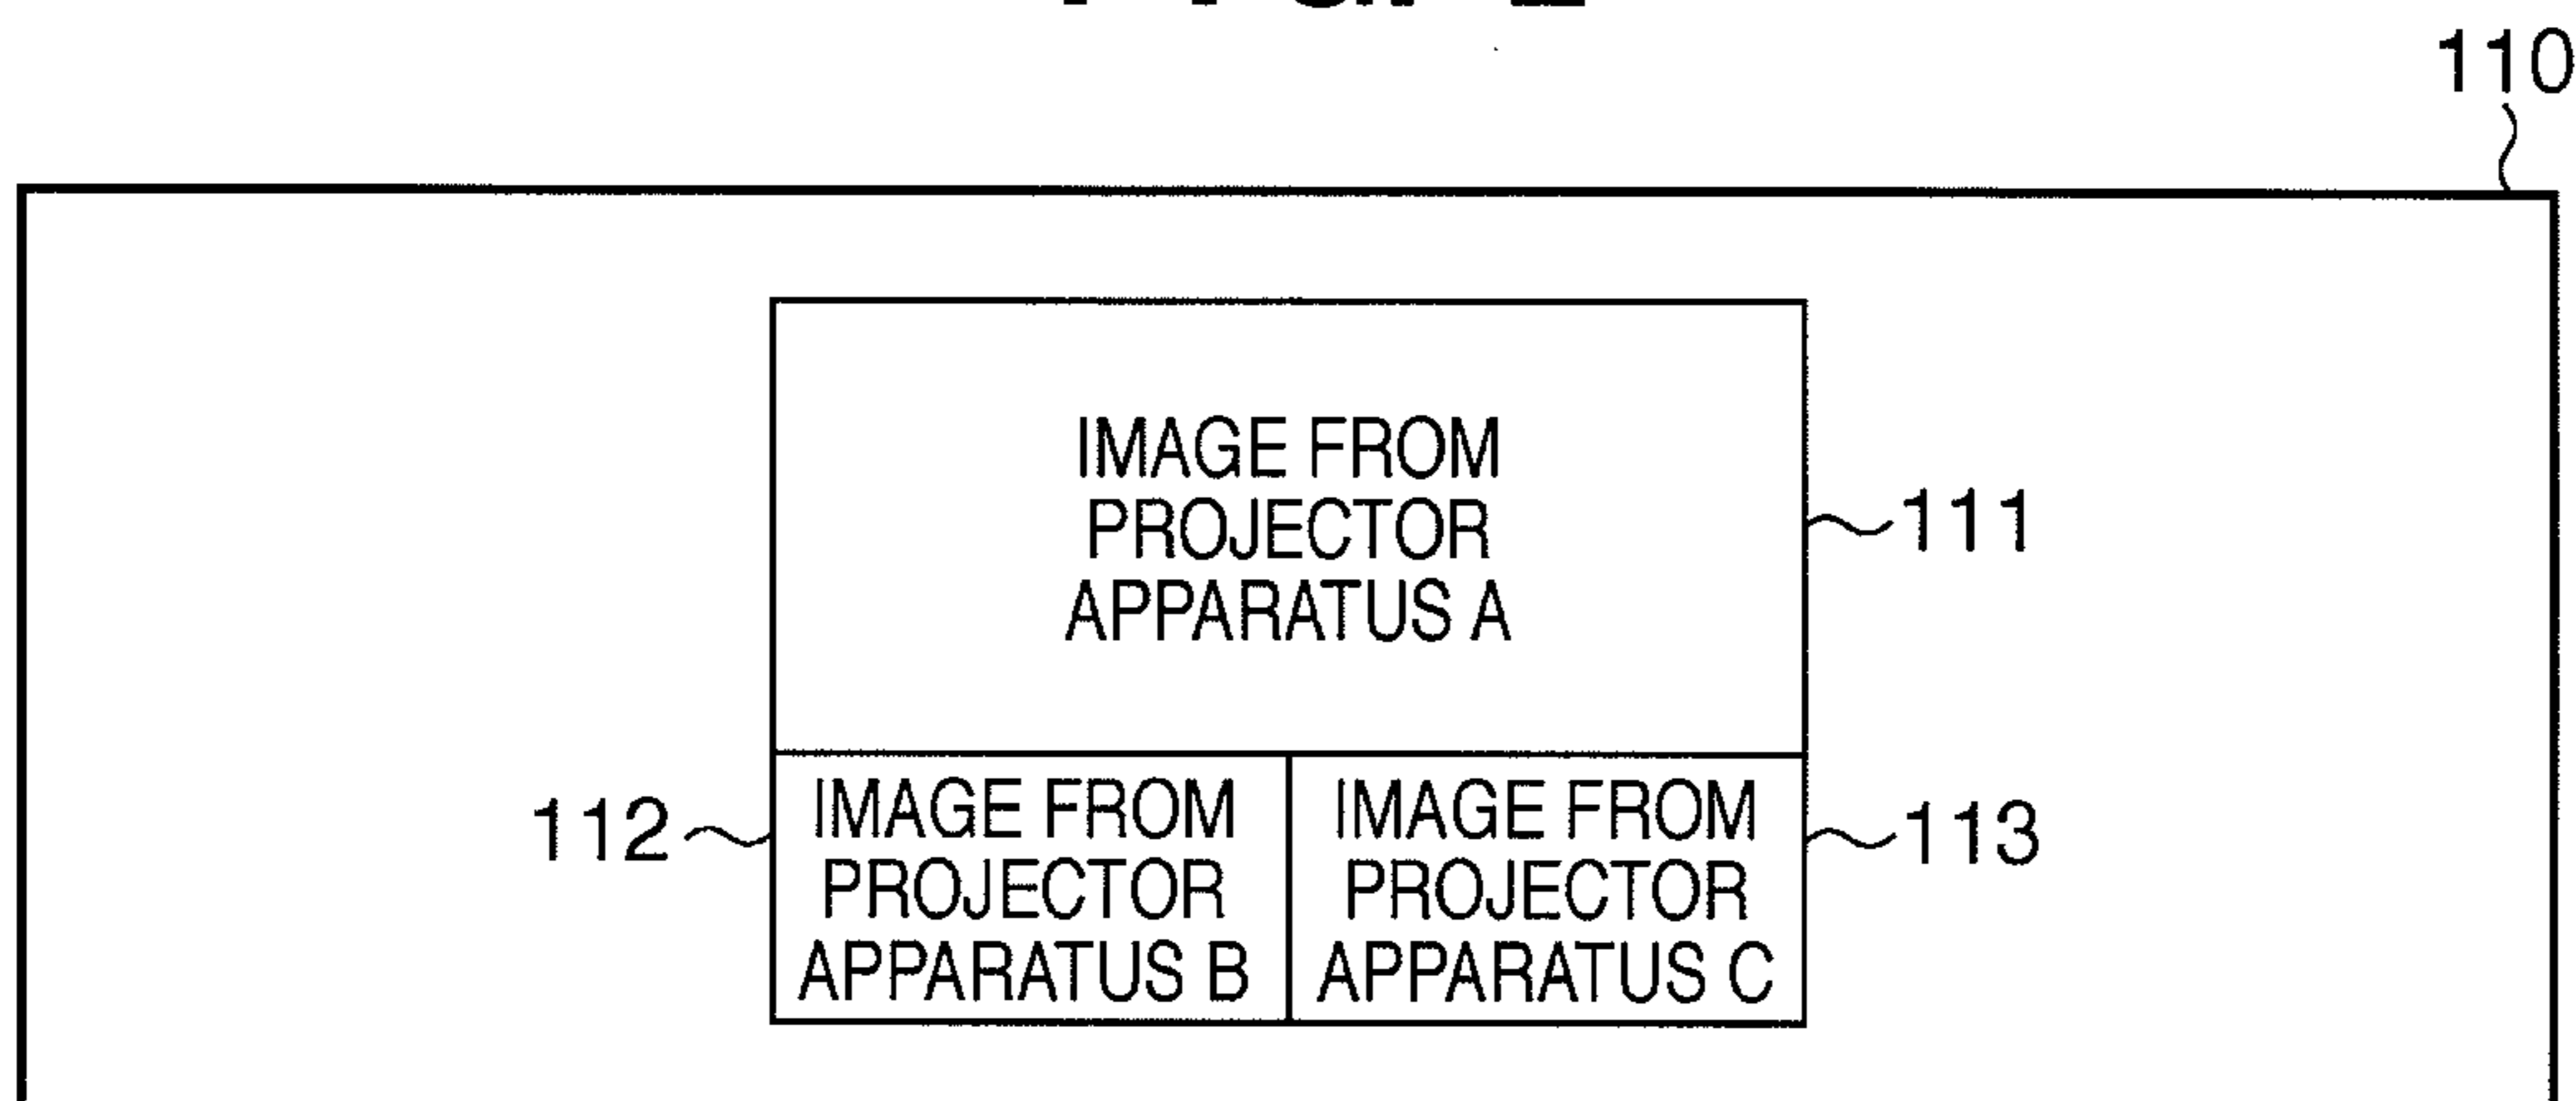 110
IMAGE FROM
PROJECTOR
APPARATUS A
111
112
IMAGE FROM
PROJECTOR
APPARATUS B
IMAGE FROM
PROJECTOR
APPARATUS C
113